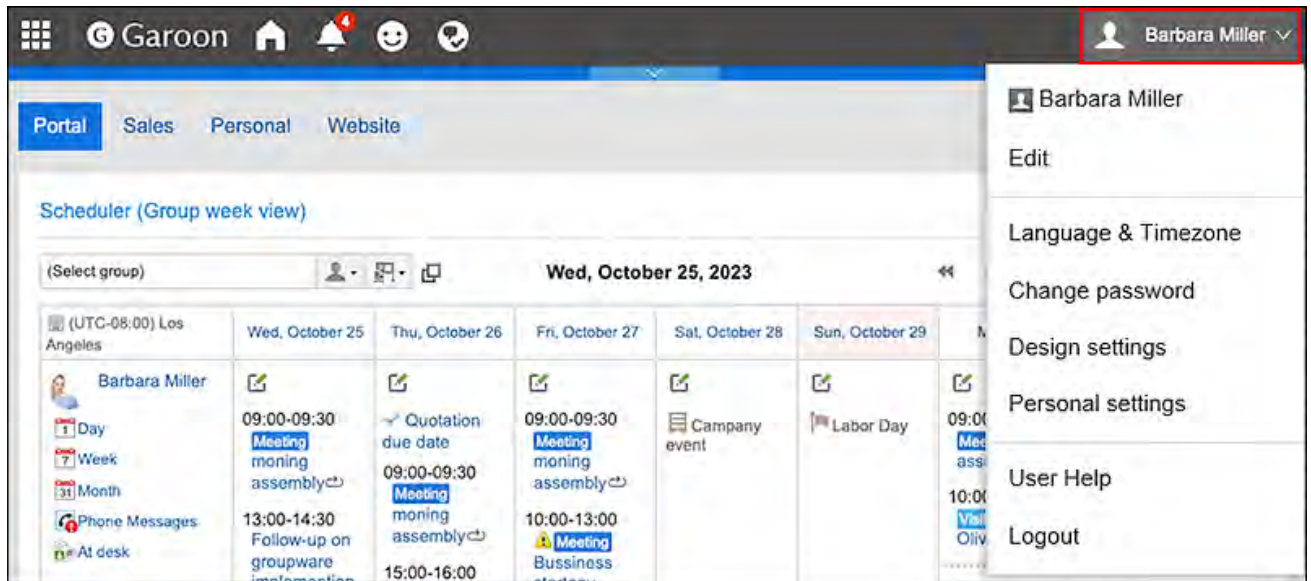 Garoon
4
Barbara Miller
Barbara Miller
Edit
Language & Timezone
Change password
Design settings
Personal settings
User Help
Logout
Portal Sales Personal Website
Scheduler (Group week view)
(Select group)
Wed, October 25, 2023
(UTC-08:00) Los
Angeles
Wed, October 25
Thu, October 26
Fri, October 27
Sat, October 28
Sun, October 29
Barbara Miller
1 Day
7 Week
31 Month
Phone Messages
At desk
09:00-09:30
Meeting
moning
assembly
13:00-14:30
Follow-up on
groupware
Quotation
due date
09:00-09:30
Meeting
moning
assembly
15:00-16:00
09:00-09:30
Meeting
moning
assembly
10:00-13:00
Meeting
Bussiness
Campany
event
Labor Day